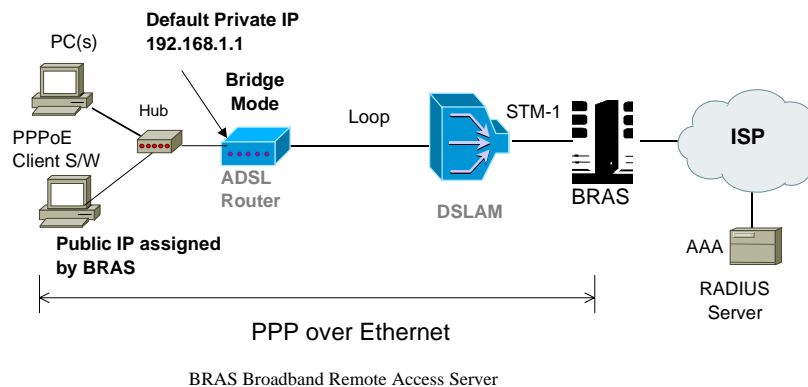 Default Private IP
192.168.1.1
PC(s)
Bridge
Mode
Hub
Loop
STM-1
ISP
PPPoE
Client S/W
ADSL
Router
DSLAM
BRAS
Public IP assigned
by BRAS
AAA
RADIUS
Server
PPP over Ethernet
BRAS Broadband Remote Access Server